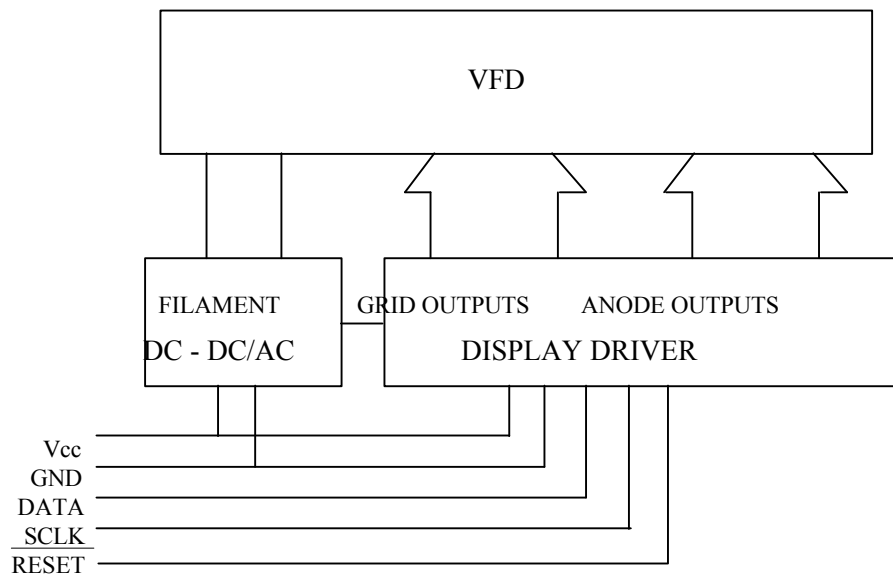 VFD
FILAMENT
GRID OUTPUTS
ANODE OUTPUTS
DC - DC/AC
DISPLAY DRIVER
Vcc
GND
DATA
SCLK
RESET